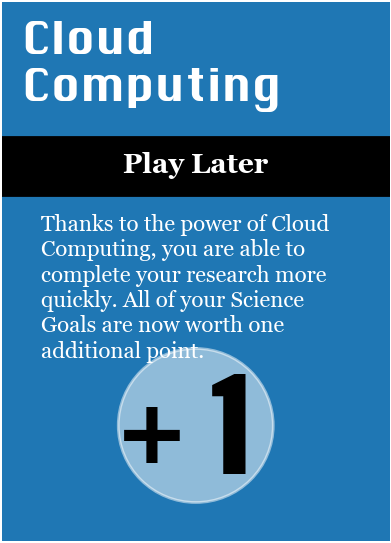 Cloud
Computing
Play Later
Thanks to the power of Cloud
Computing, you are able to
complete your research more
quickly. All of your Science
Goals are now worth one
additional point.
+ 1